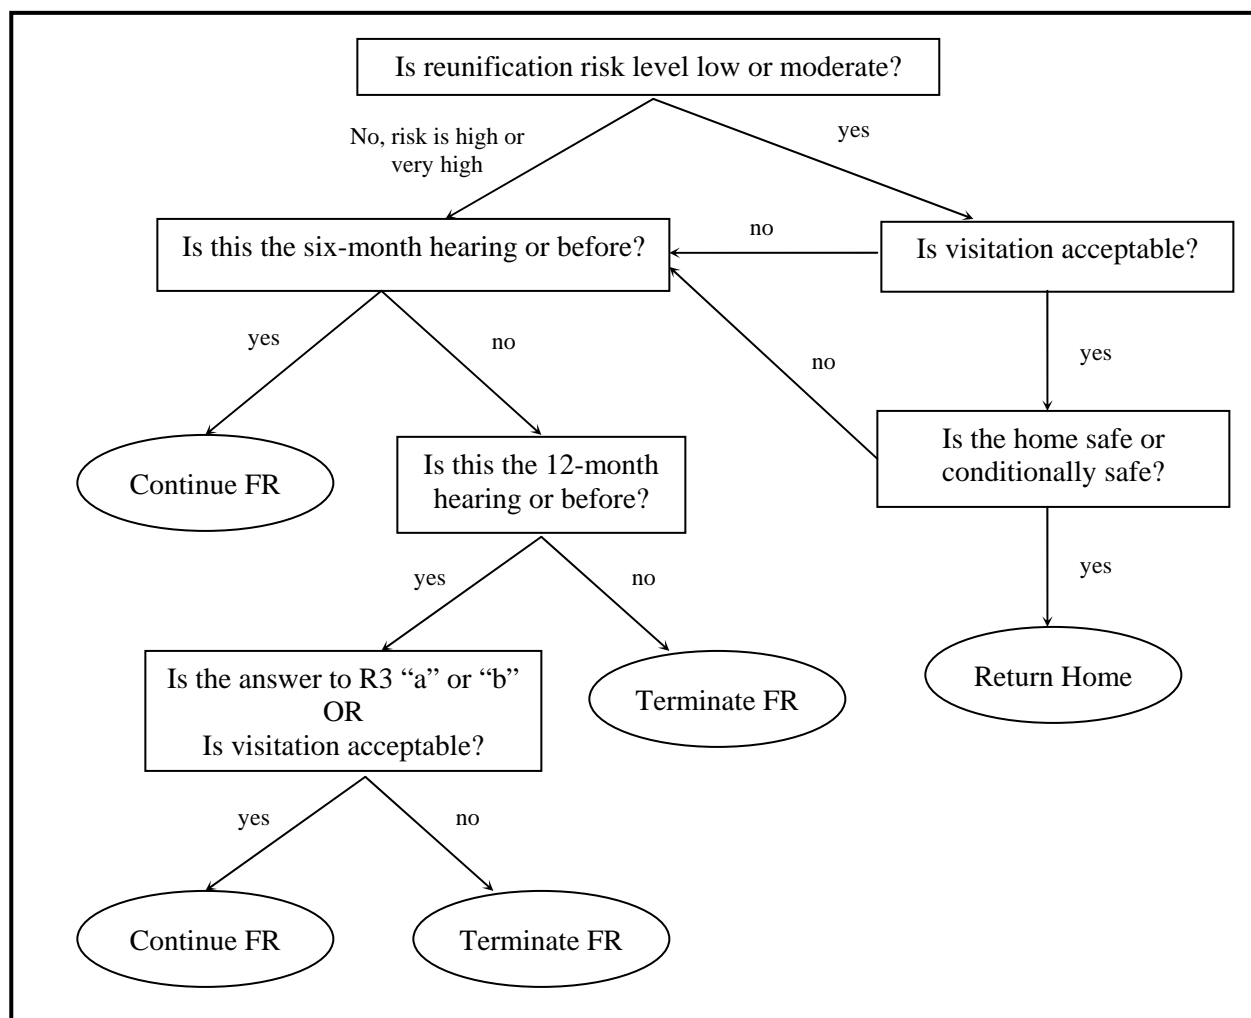 Is reunification risk level low or moderate?
No, risk is high or
very high
yes
Is this the six-month hearing or before?
no
Is visitation acceptable?
yes
no
no
yes
Continue FR
Is this the 12-month
hearing or before?
Is the home safe or
conditionally safe?
yes
no
yes
Is the answer to R3 “a” or “b”
OR
Is visitation acceptable?
Terminate FR
Return Home
yes
no
Continue FR
Terminate FR